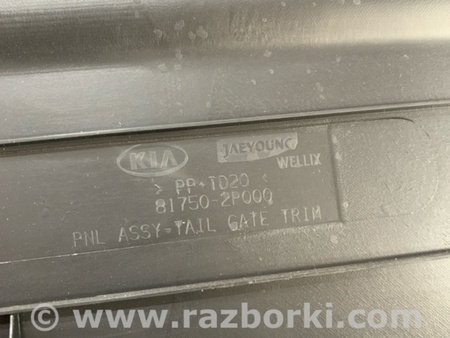 KIA JAEYOUNG
WELLIX
> PP+TD20 <
81750-2P000
PNL ASSY-TAIL GATE TRIM
© www.razborki.com